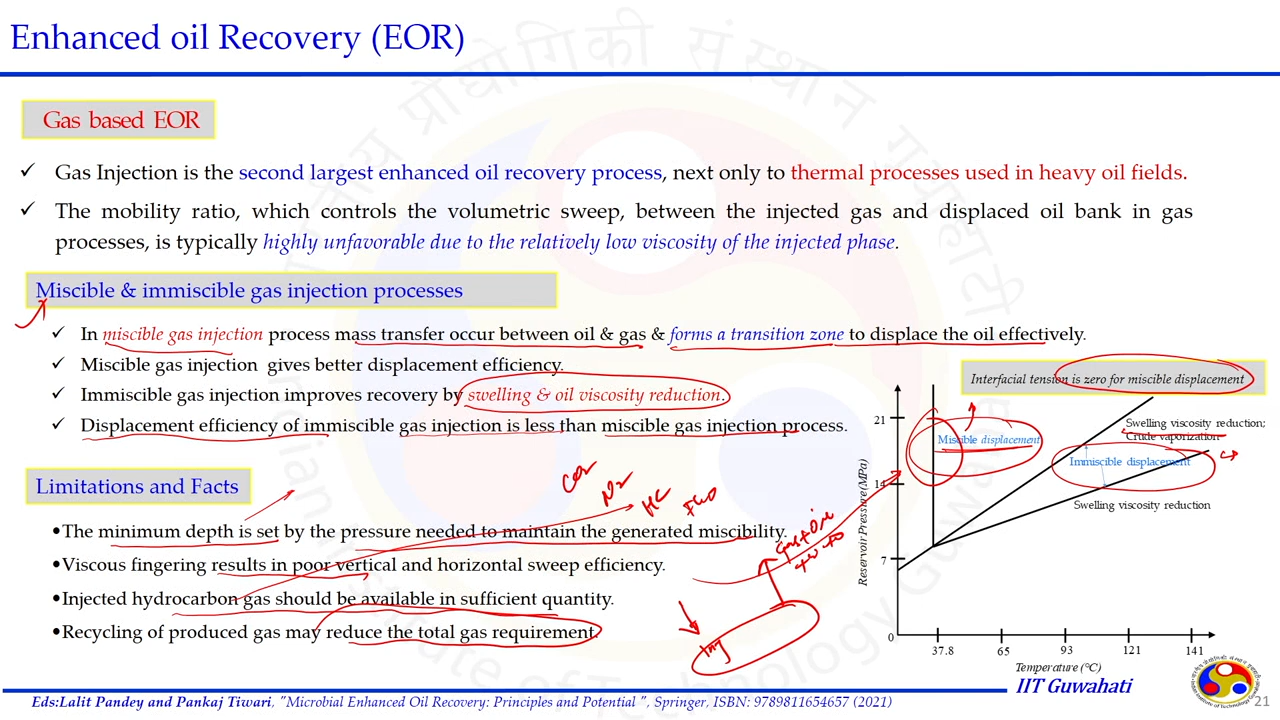 Enhanced oil Recovery (EOR)
Gas based EOR
✓ Gas Injection is the second largest enhanced oil recovery process, next only to thermal processes used in heavy oil fields.
✓ The mobility ratio, which controls the volumetric sweep, between the injected gas and displaced oil bank in gas
processes, is typically highly unfavorable due to the relatively low viscosity of the injected phase.
Miscible & immiscible gas injection processes
✓ In miscible gas injection process mass transfer occur between oil & gas & forms a transition zone to displace the oil effectively.
✓ Miscible gas injection gives better displacement efficiency.
✓ Immiscible gas injection improves recovery by swelling & oil viscosity reduction.
✓ Displacement efficiency of immiscible gas injection is less than miscible gas injection process.
Interfacial tension is zero for miscible displacement
21
Miscible displacement
Swelling viscosity reduction;
Crude vaporization
Immiscible displacement
14
Swelling viscosity reduction
Reservoir Pressure (MPa)
7
0
37.8 65 93 121 141
Temperature (°C)
Limitations and Facts
CO2
N2
HC
•The minimum depth is set by the pressure needed to maintain the generated miscibility.
•Viscous fingering results in poor vertical and horizontal sweep efficiency.
•Injected hydrocarbon gas should be available in sufficient quantity.
•Recycling of produced gas may reduce the total gas requirement.
Gas+Oil
Inj
IIT Guwahati
Eds:Lalit Pandey and Pankaj Tiwari, "Microbial Enhanced Oil Recovery: Principles and Potential ", Springer, ISBN: 9789811654657 (2021)
21